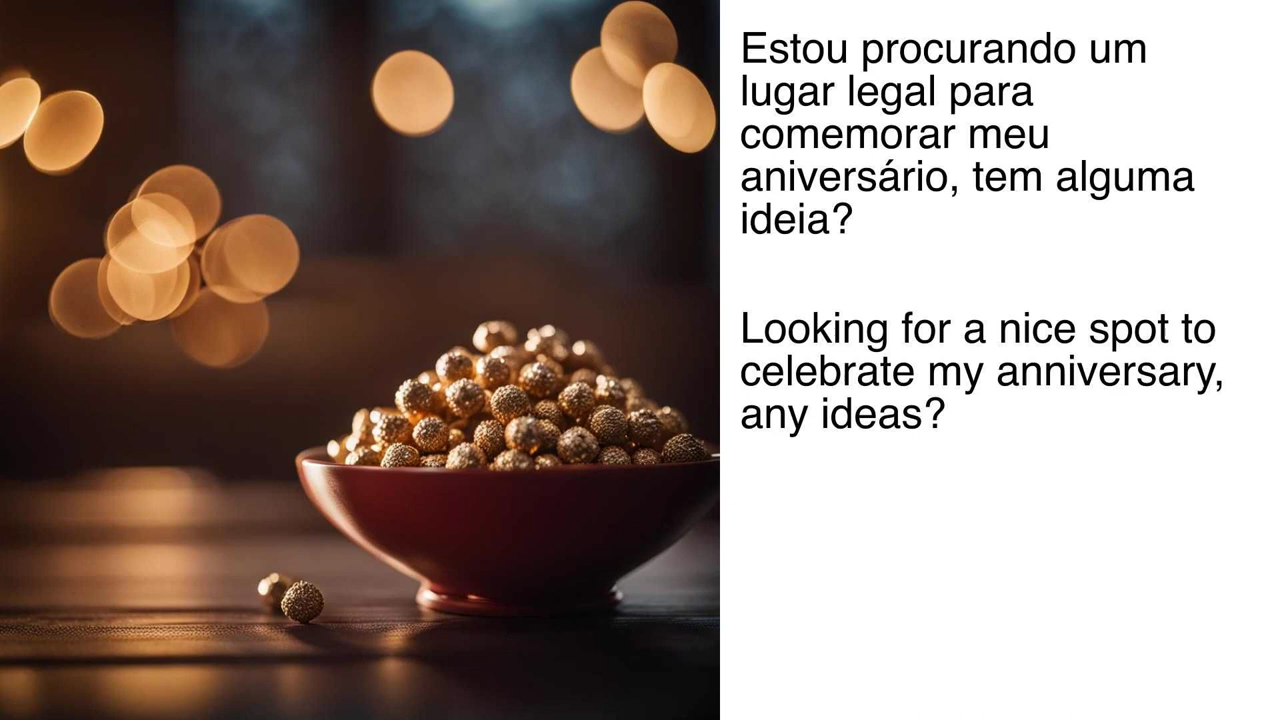 Estou procurando um
lugar legal para
comemorar meu
aniversário, tem alguma
ideia?
Looking for a nice spot to
celebrate my anniversary,
any ideas?